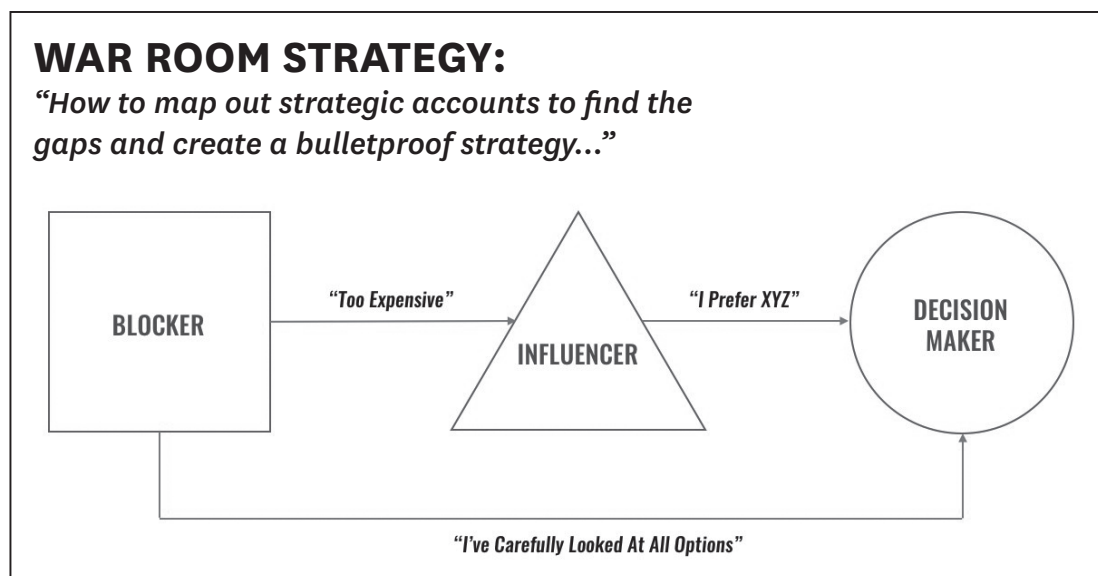 WAR ROOM STRATEGY:
“How to map out strategic accounts to find the
gaps and create a bulletproof strategy...”
BLOCKER
“Too Expensive”
INFLUENCER
“I Prefer XYZ”
DECISION
MAKER
“I’ve Carefully Looked At All Options”